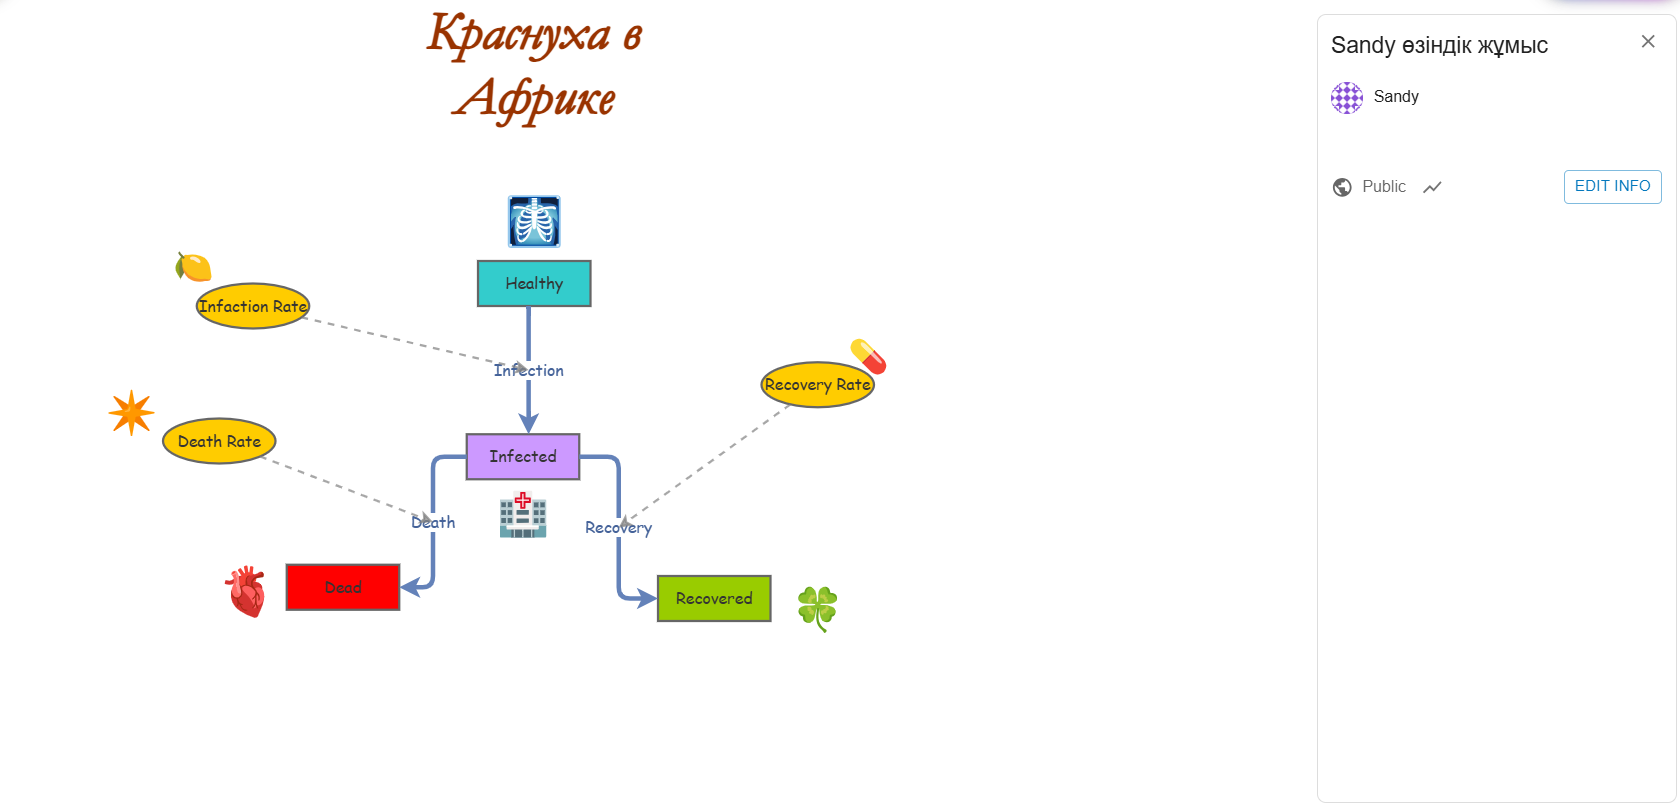 Краснуха в
Африке
Healthy
Infaction Rate
Infection
Recovery Rate
Death Rate
Infected
Death
Recovery
Dead
Recovered
Sandy өзіндік жұмыс
Sandy
Public
EDIT INFO